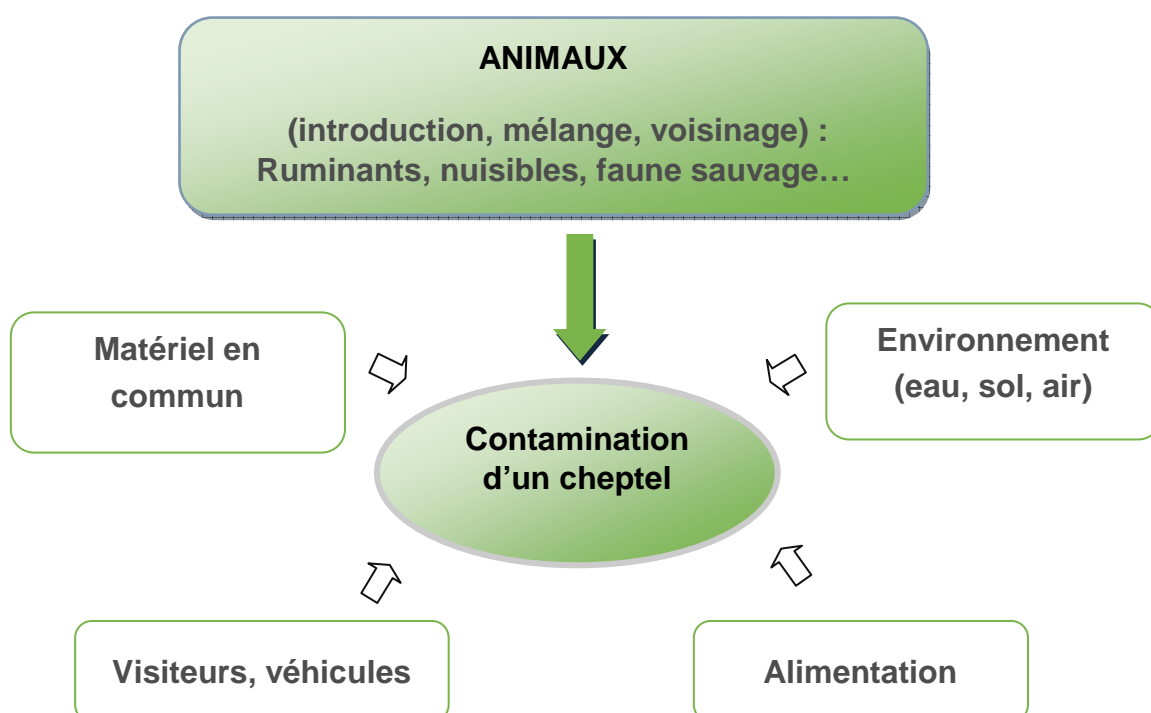 ANIMAUX
(introduction, mélange, voisinage) :
Ruminants, nuisibles, faune sauvage…
Matériel en
commun
Environnement
(eau, sol, air)
Contamination
d’un cheptel
Visiteurs, véhicules
Alimentation